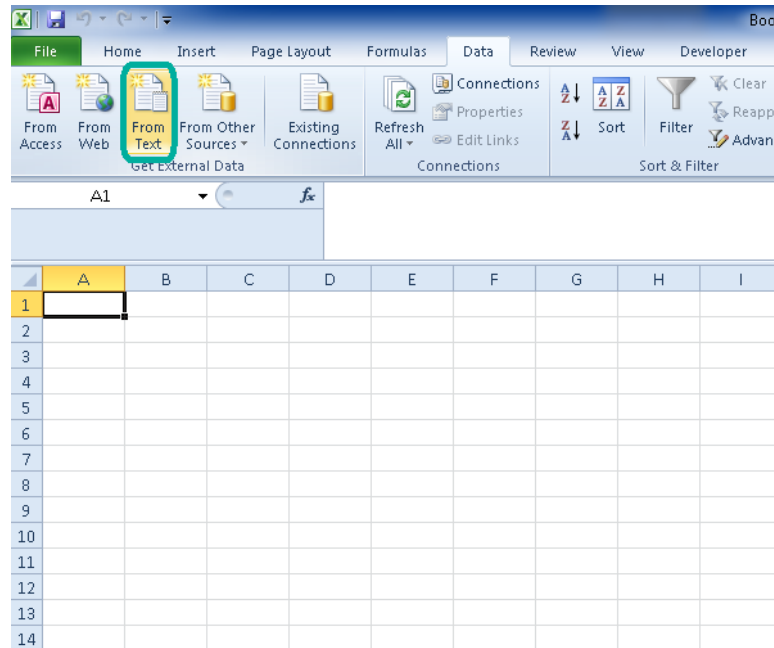 Boo
File Home Insert Page Layout Formulas Data Review View Developer
From Access
From Web
From Text
From Other Sources
Existing Connections
Get External Data
Refresh All
Connections
Properties
Edit Links
Connections
A Z
Z A
A Z
Z A
Sort
Filter
Clear
Reapp
Advan
Sort & Filter
A1
fx
A B C D E F G H I
1
2
3
4
5
6
7
8
9
10
11
12
13
14